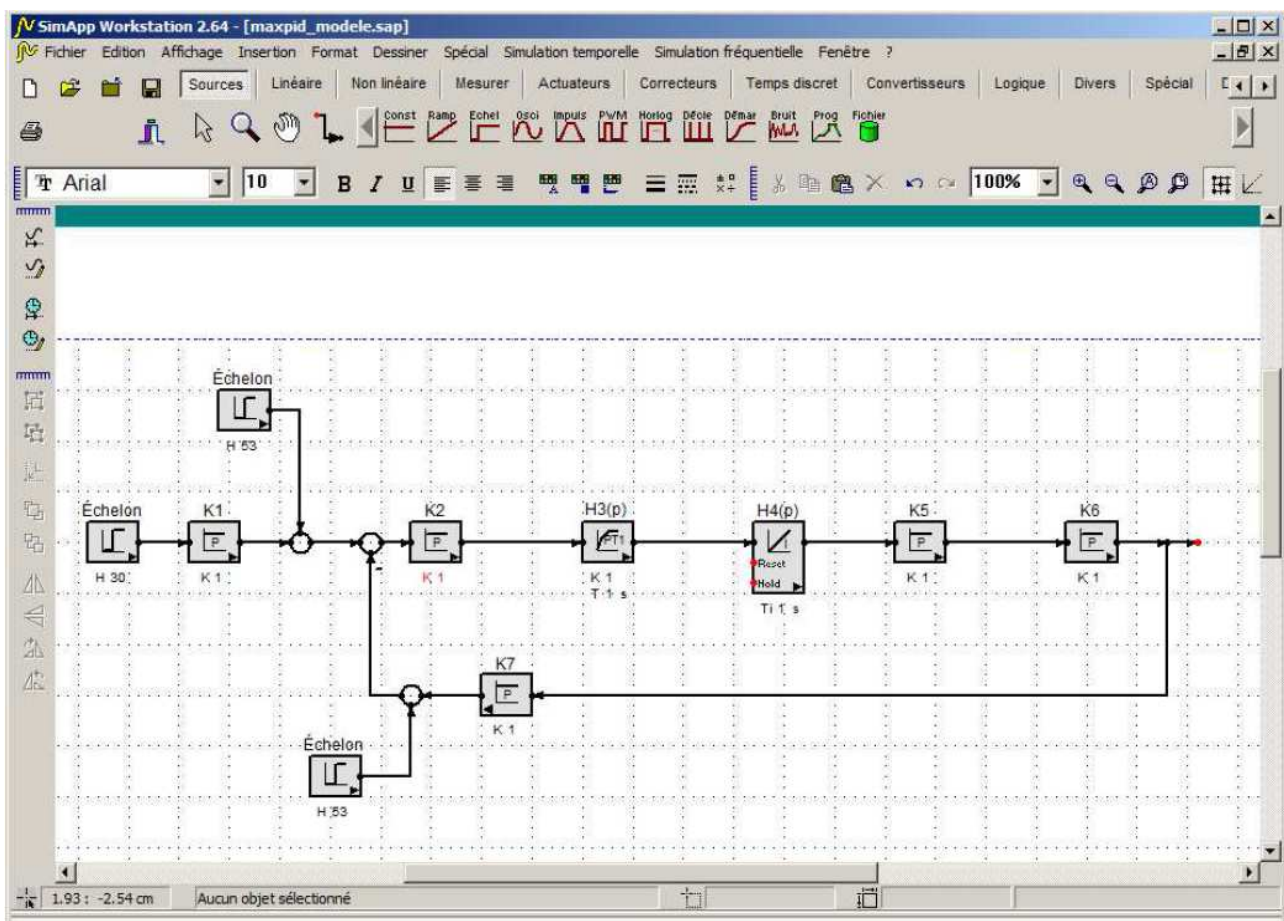 SimApp Workstation 2.64 - [maxpid_modele.sap]
Fichier Edition Affichage Insertion Format Dessiner Spécial Simulation temporelle Simulation fréquentielle Fenêtre ?
Sources Linéaire Non linéaire Mesurer Actuateurs Correcteurs Temps discret Convertisseurs Logique Divers Spécial
Const Ramp Echel Osci Impuls PWM Horlog Décle Démar Bruit Prog Fichier
Arial 10 B I U 100%
Échelon
H 53
Échelon K1 K2 H3(p) H4(p) K5 K6
P P PT1 I P P
Reset
Hold
H 30 K 1 K 1 K 1 K 1 K 1
T 1 s
Ti 1 s
K7
P
K 1
Échelon
H 53
1.93 : -2.54 cm Aucun objet sélectionné